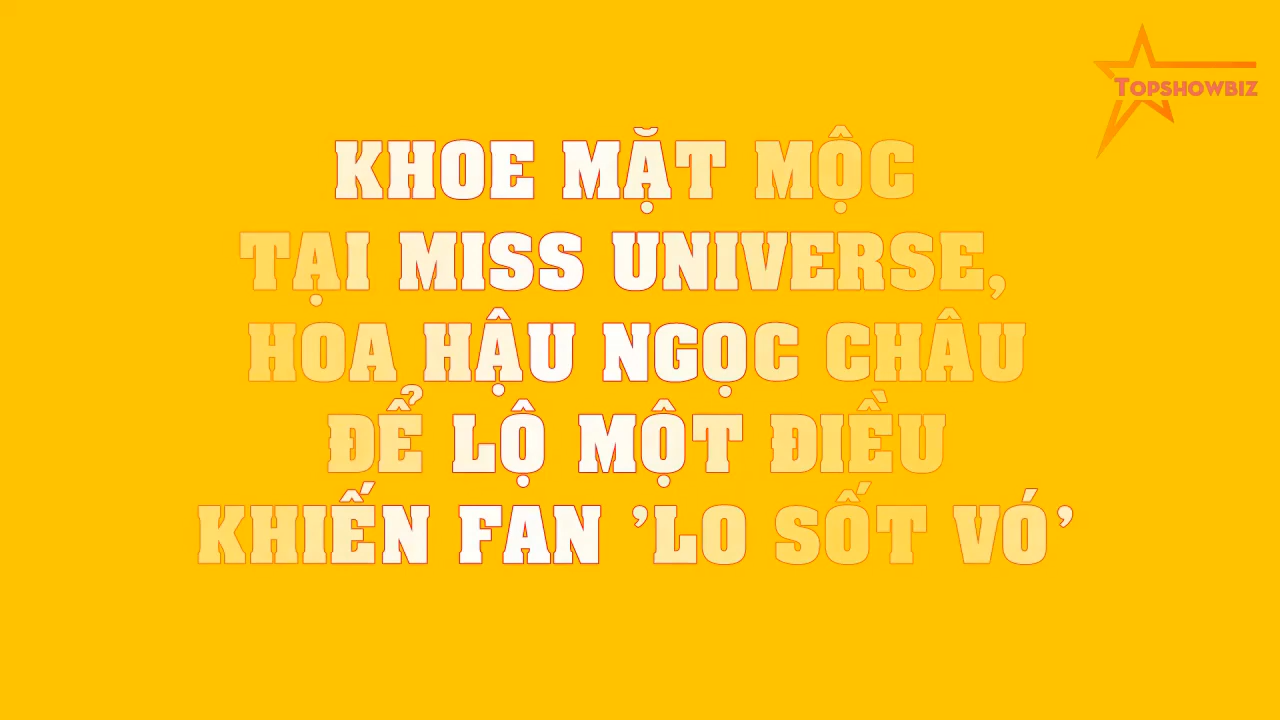 TOPSHOWBIZ
KHOE MẶT MỘC
TẠI MISS UNIVERSE,
HOA HẬU NGỌC CHÂU
ĐỂ LỘ MỘT ĐIỀU
KHIẾN FAN ’LO SỐT VÓ’